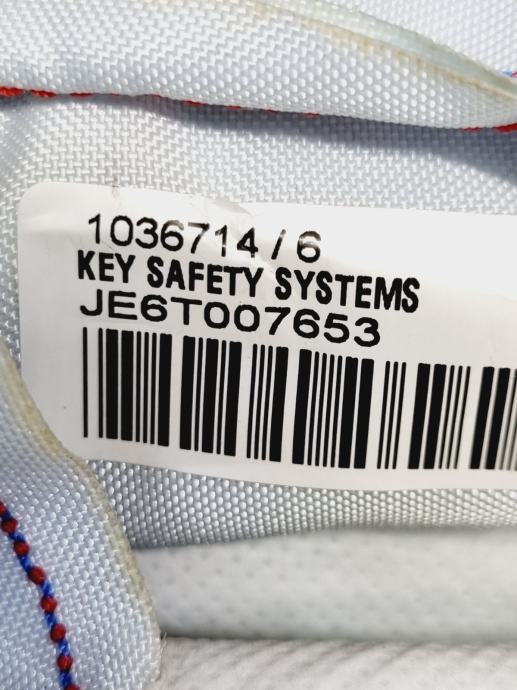 1036714 / 6
KEY SAFETY SYSTEMS
JE6T007653